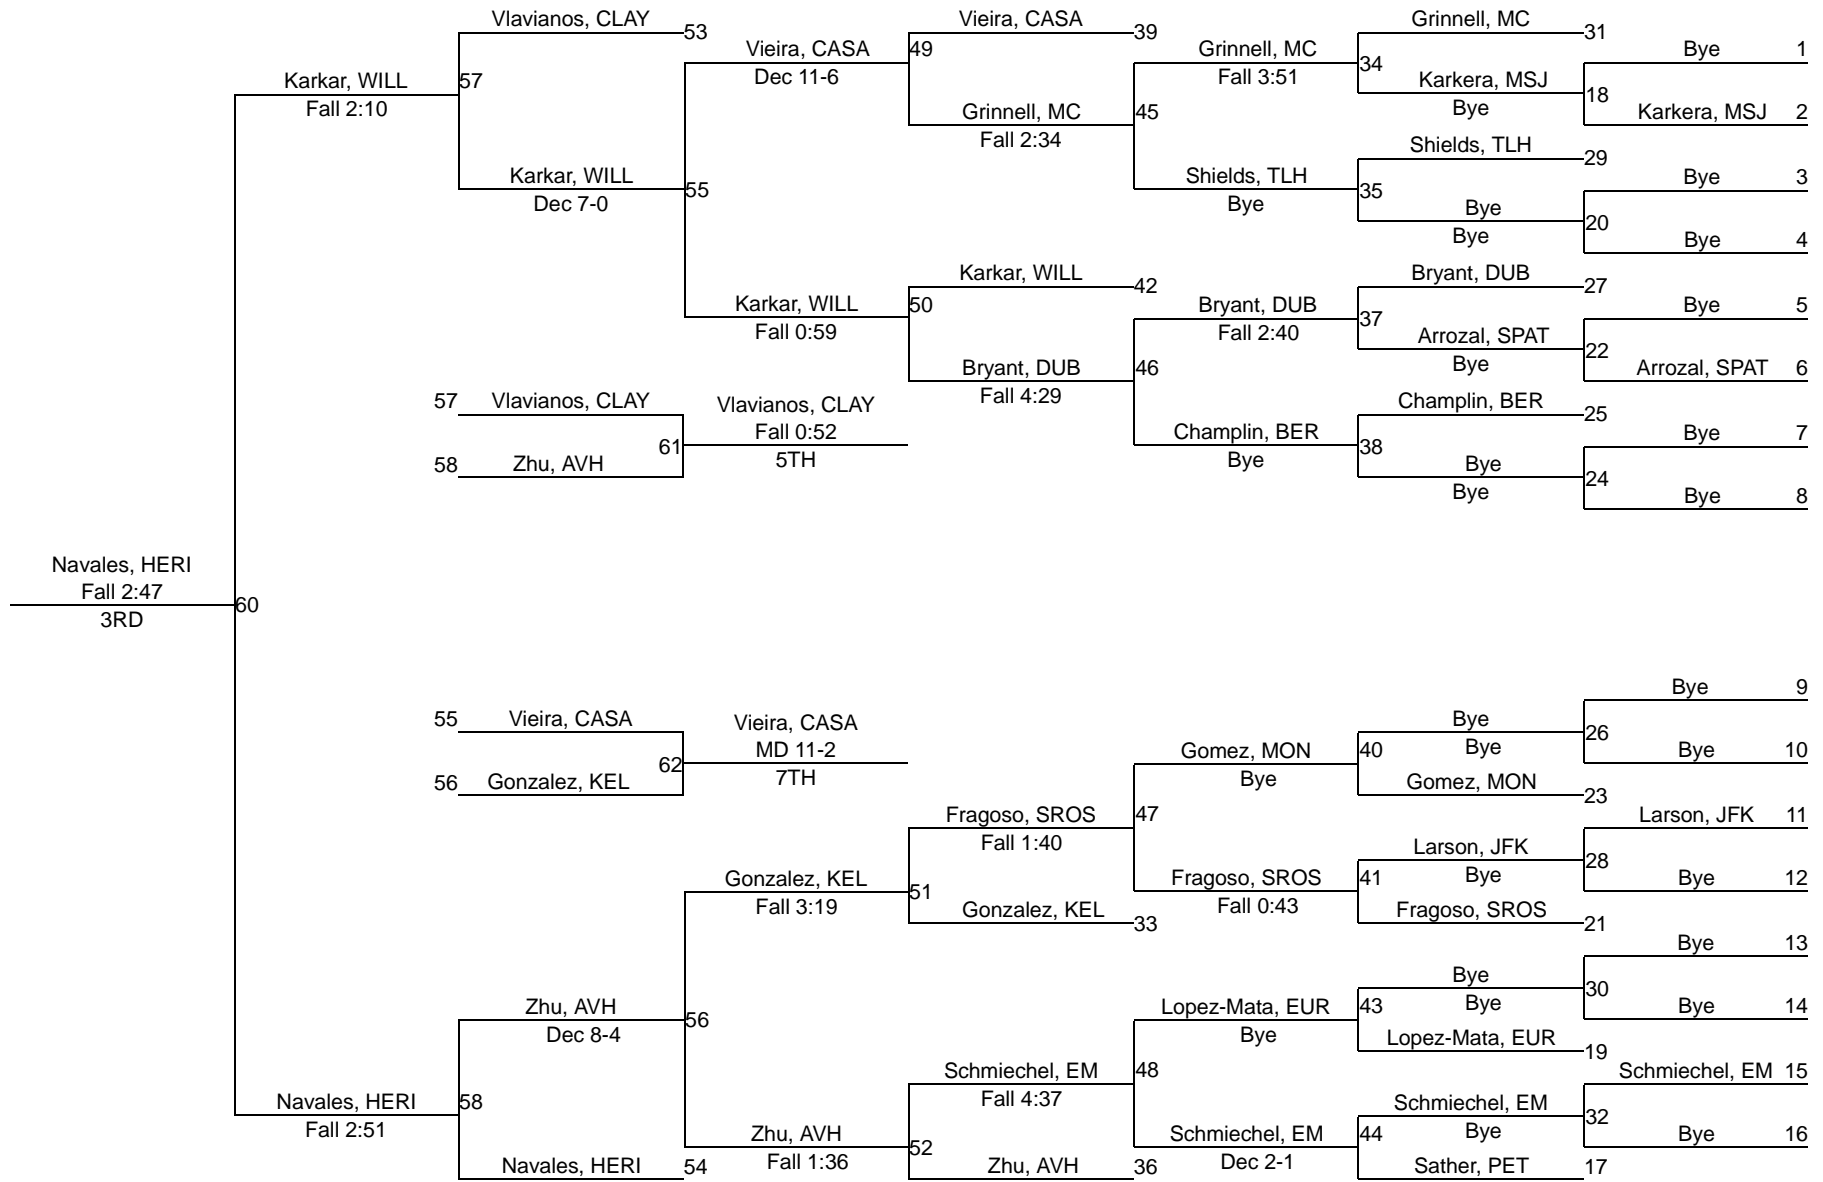 Vlavianos, CLAY
53
Vieira, CASA
39
Grinnell, MC
31
Vieira, CASA
49
Grinnell, MC
Bye 1
Dec 11-6
Fall 3:51
34
Karkar, WILL
57
Karkera, MSJ
18
Fall 2:10
Bye
Grinnell, MC
45
Karkera, MSJ 2
Fall 2:34
Shields, TLH
29
Karkar, WILL
55
Shields, TLH
35
Bye 3
Dec 7-0
Bye
Bye
20
Bye
Bye 4
Karkar, WILL
42
Bryant, DUB
27
Karkar, WILL
50
Bryant, DUB
37
Bye 5
Fall 0:59
Fall 2:40
Arrozal, SPAT
22
Bye
Bryant, DUB
46
Arrozal, SPAT 6
Fall 4:29
57 Vlavianos, CLAY
Vlavianos, CLAY
Champlin, BER
25
Fall 0:52
Champlin, BER
Bye 7
61
5TH
Bye
38
58 Zhu, AVH
Bye
24
Bye
Bye 8
Navales, HERI
Fall 2:47
60
3RD
Bye 9
55 Vieira, CASA
Vieira, CASA
Bye
26
MD 11-2
Gomez, MON
40
Bye
Bye 10
62
7TH
Bye
56 Gonzalez, KEL
Gomez, MON
23
Fragoso, SROS
47
Larson, JFK 11
Fall 1:40
Larson, JFK
28
Gonzalez, KEL
51
Fragoso, SROS
41
Bye
Bye 12
Fall 3:19
Fall 0:43
Gonzalez, KEL
33
Fragoso, SROS
21
Bye 13
Bye
30
Zhu, AVH
56
Lopez-Mata, EUR
43
Bye
Bye 14
Dec 8-4
Bye
Lopez-Mata, EUR
19
Schmiechel, EM
48
Schmiechel, EM 15
Fall 4:37
Navales, HERI
58
Schmiechel, EM
32
Fall 2:51
Bye
Zhu, AVH
52
Schmiechel, EM
44
Bye 16
Fall 1:36
Dec 2-1
Navales, HERI
54
Zhu, AVH
36
Sather, PET
17